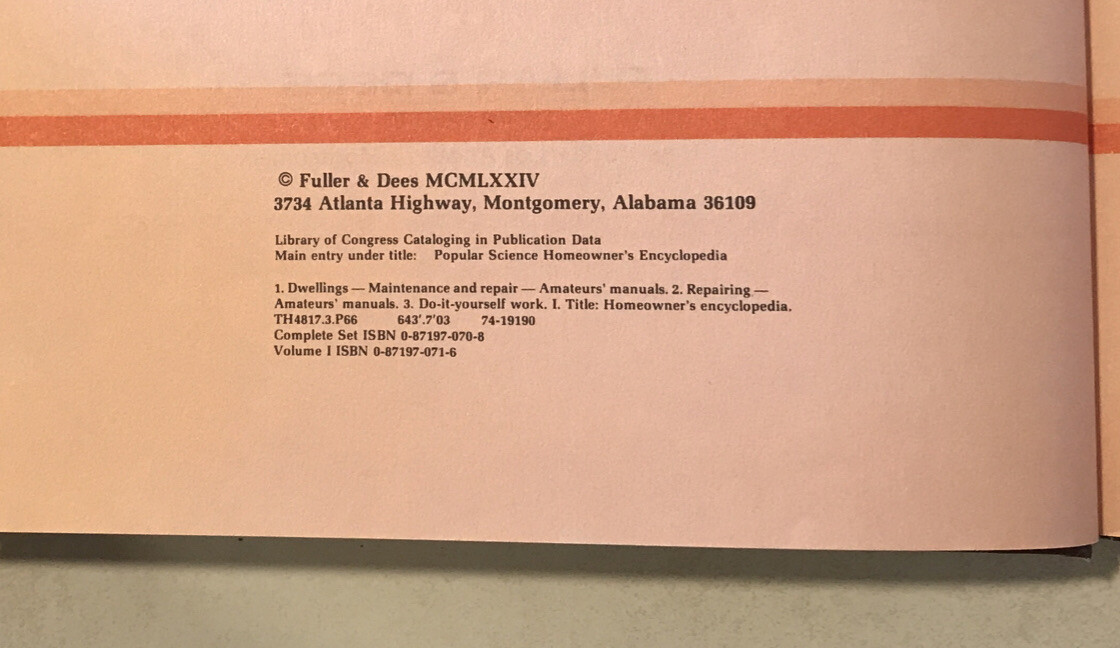 © Fuller & Dees MCMLXXIV
3734 Atlanta Highway, Montgomery, Alabama 36109
Library of Congress Cataloging in Publication Data
Main entry under title: Popular Science Homeowner's Encyclopedia
1. Dwellings — Maintenance and repair — Amateurs' manuals. 2. Repairing —
Amateurs' manuals. 3. Do-it-yourself work. I. Title: Homeowner's encyclopedia.
TH4817.3.P66 643'.7'03 74-19190
Complete Set ISBN 0-87197-070-8
Volume I ISBN 0-87197-071-6